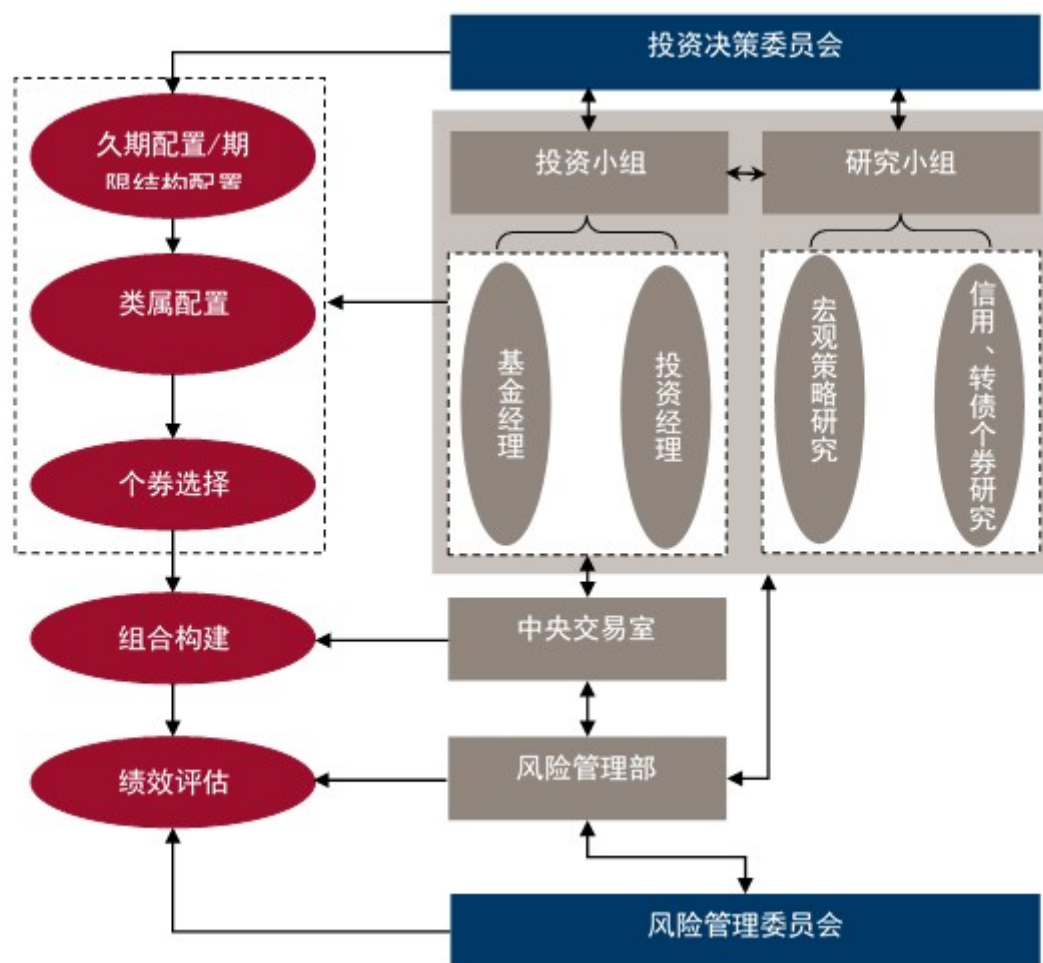 投资决策委员会
久期配置/期
限结构配置
投资小组
研究小组
类属配置
基金经理
投资经理
宏观策略研究
信用、转债个券研究
个券选择
组合构建
中央交易室
绩效评估
风险管理部
风险管理委员会